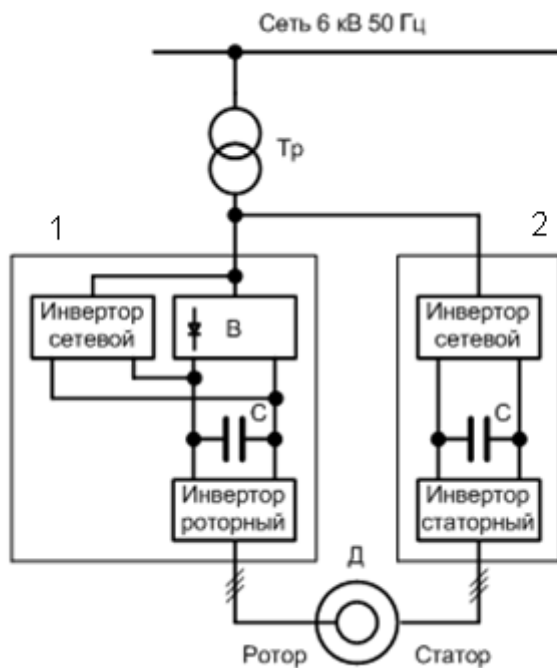 Сеть 6 кВ 50 Гц
Тр
1
2
Инвертор
сетевой
В
Инвертор
сетевой
С
С
Инвертор
роторный
Инвертор
статорный
Д
Ротор
Статор